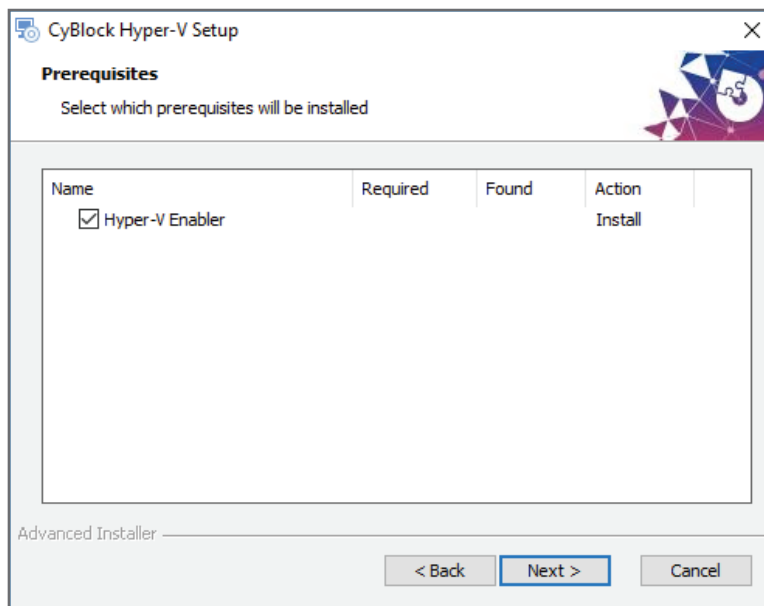 CyBlock Hyper-V Setup
Prerequisites
Select which prerequisites will be installed
Name Required Found Action
Hyper-V Enabler Install
Advanced Installer
< Back Next > Cancel